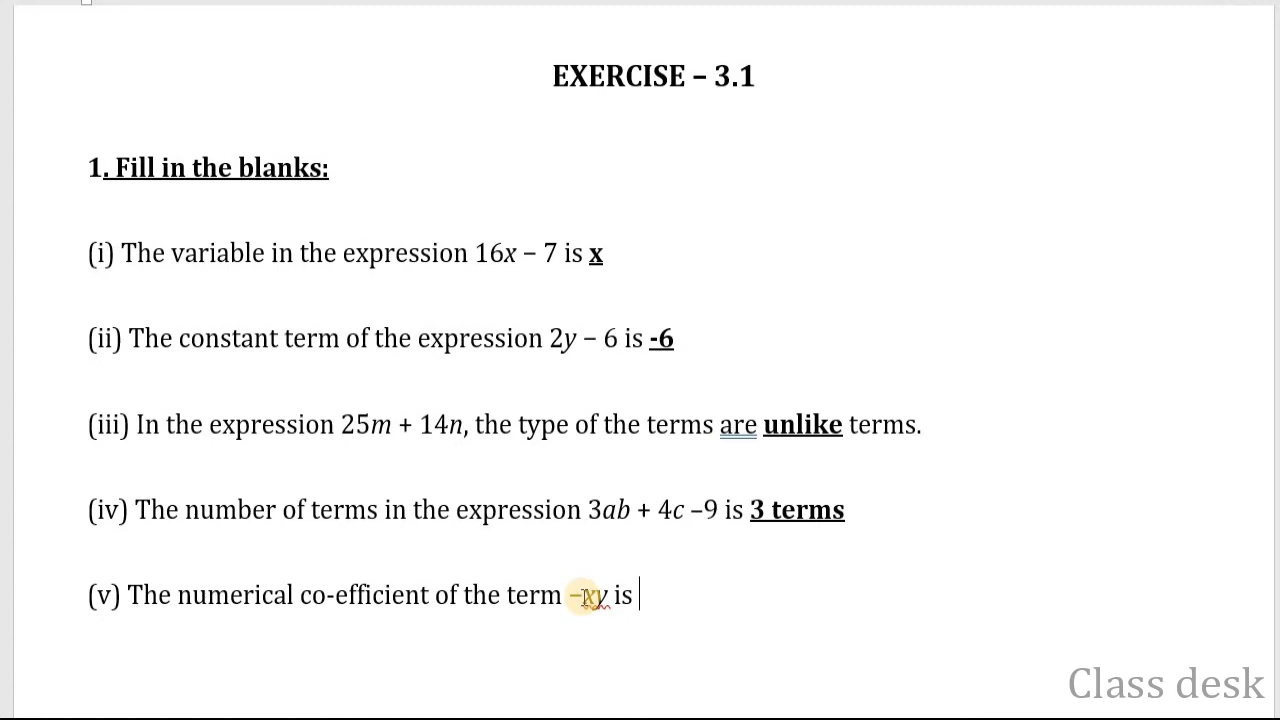 EXERCISE – 3.1
1. Fill in the blanks:
(i) The variable in the expression 16x – 7 is x
(ii) The constant term of the expression 2y – 6 is -6
(iii) In the expression 25m + 14n, the type of the terms are unlike terms.
(iv) The number of terms in the expression 3ab + 4c –9 is 3 terms
(v) The numerical co-efficient of the term –xy is
Class desk